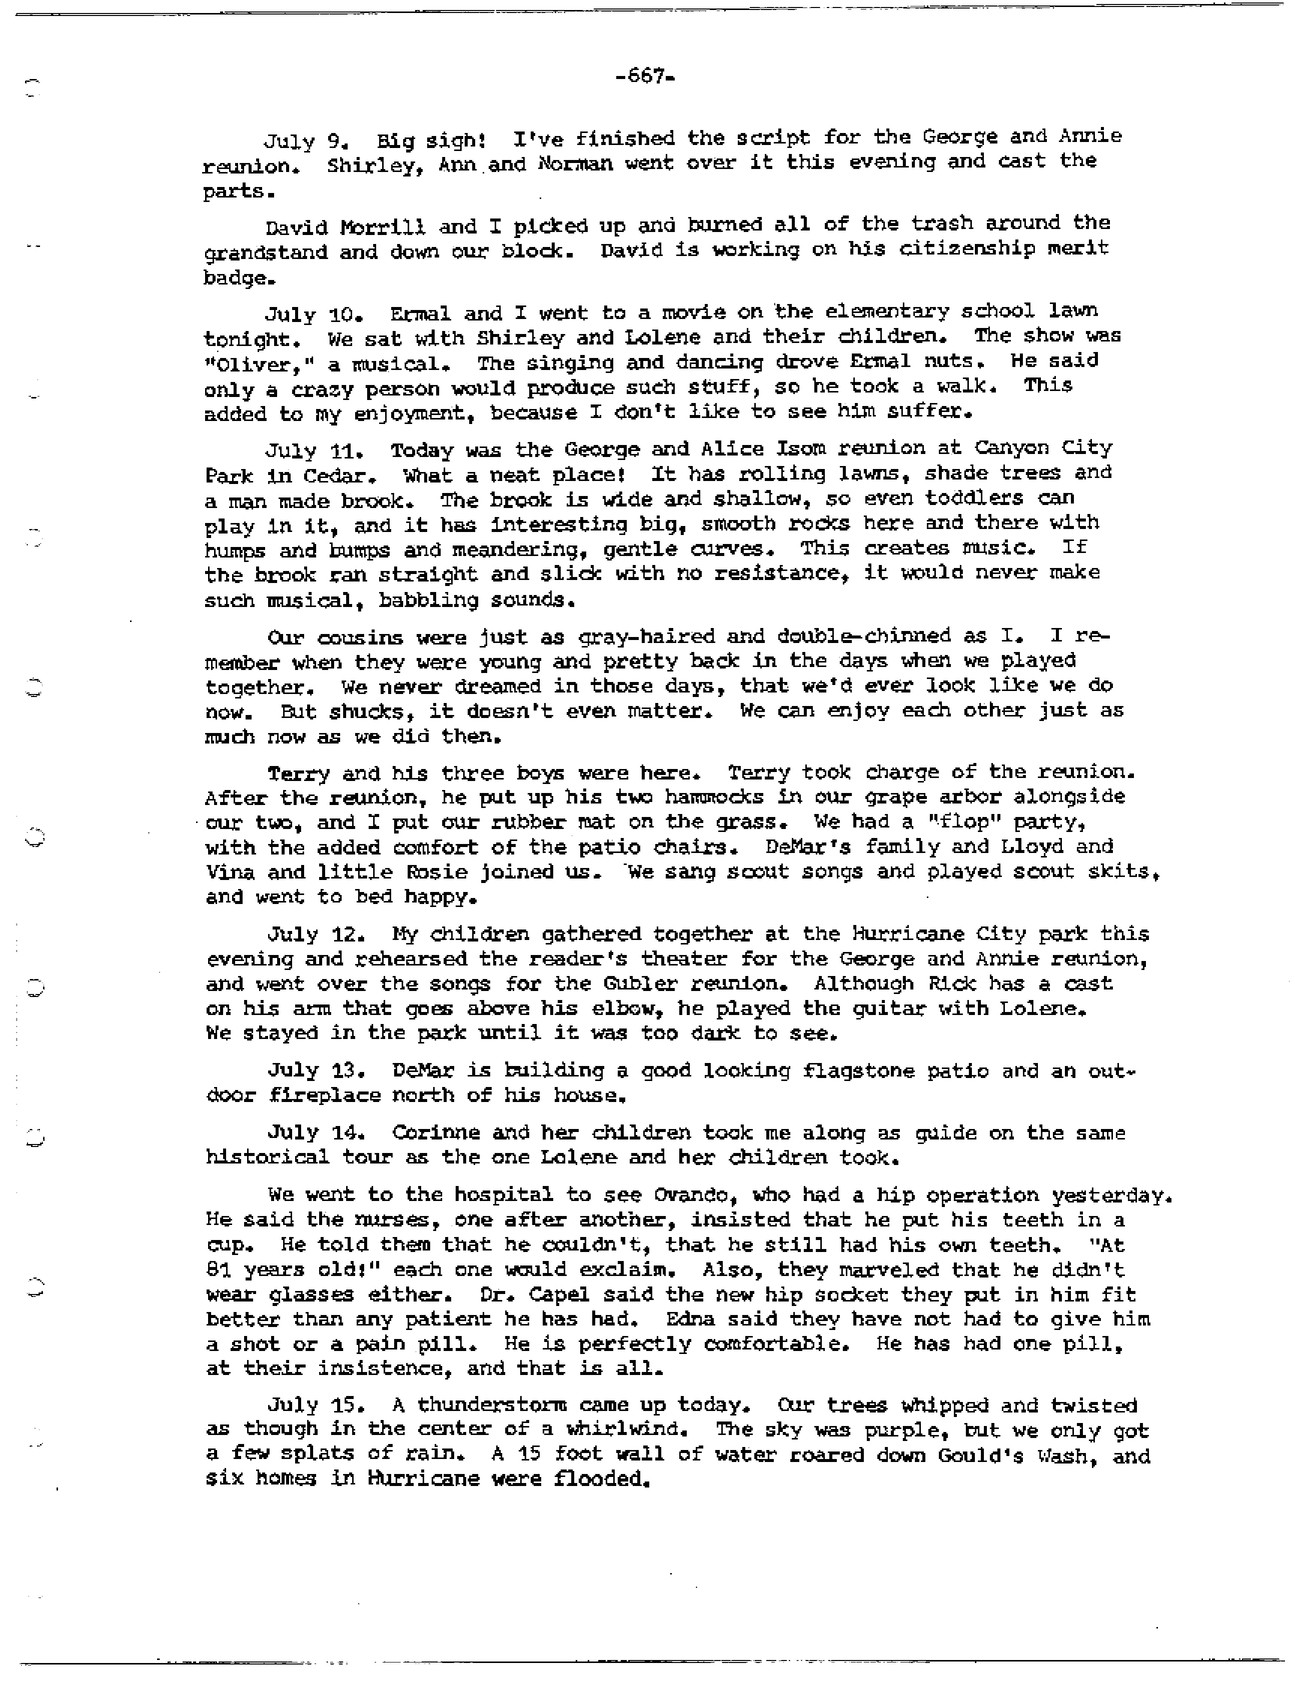 -667-
July 9. Big sigh! I've finished the script for the George and Annie
reunion. Shirley, Ann and Norman went over it this evening and cast the
parts.
David Morrill and I picked up and burned all of the trash around the
grandstand and down our block. David is working on his citizenship merit
badge.
July 10. Ermal and I went to a movie on the elementary school lawn
tonight. We sat with Shirley and Lolene and their children. The show was
"Oliver," a musical. The singing and dancing drove Ermal nuts. He said
only a crazy person would produce such stuff, so he took a walk. This
added to my enjoyment, because I don't like to see him suffer.
July 11. Today was the George and Alice Isom reunion at Canyon City
Park in Cedar. What a neat place! It has rolling lawns, shade trees and
a man made brook. The brook is wide and shallow, so even toddlers can
play in it, and it has interesting big, smooth rocks here and there with
humps and bumps and meandering, gentle curves. This creates music. If
the brook ran straight and slick with no resistance, it would never make
such musical, babbling sounds.
Our cousins were just as gray-haired and double-chinned as I. I re-
member when they were young and pretty back in the days when we played
together. We never dreamed in those days, that we'd ever look like we do
now. But shucks, it doesn't even matter. We can enjoy each other just as
much now as we did then.
Terry and his three boys were here. Terry took charge of the reunion.
After the reunion, he put up his two hammocks in our grape arbor alongside
our two, and I put our rubber mat on the grass. We had a "flop" party,
with the added comfort of the patio chairs. DeMar's family and Lloyd and
Vina and little Rosie joined us. We sang scout songs and played scout skits,
and went to bed happy.
July 12. My children gathered together at the Hurricane City park this
evening and rehearsed the reader's theater for the George and Annie reunion,
and went over the songs for the Gubler reunion. Although Rick has a cast
on his arm that goes above his elbow, he played the guitar with Lolene.
We stayed in the park until it was too dark to see.
July 13. DeMar is building a good looking flagstone patio and an out-
door fireplace north of his house.
July 14. Corinne and her children took me along as guide on the same
historical tour as the one Lolene and her children took.
We went to the hospital to see Ovando, who had a hip operation yesterday.
He said the nurses, one after another, insisted that he put his teeth in a
cup. He told them that he couldn't, that he still had his own teeth. "At
81 years old!" each one would exclaim. Also, they marveled that he didn't
wear glasses either. Dr. Capel said the new hip socket they put in him fit
better than any patient he has had. Edna said they have not had to give him
a shot or a pain pill. He is perfectly comfortable. He has had one pill,
at their insistence, and that is all.
July 15. A thunderstorm came up today. Our trees whipped and twisted
as though in the center of a whirlwind. The sky was purple, but we only got
a few splats of rain. A 15 foot wall of water roared down Gould's Wash, and
six homes in Hurricane were flooded.